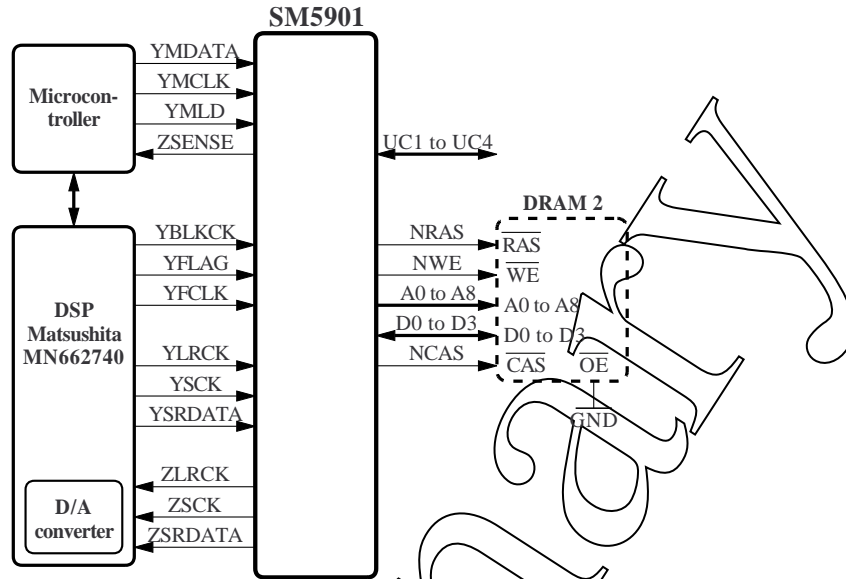 SM5901
Microcon-
troller
YMDATA
YMCLK
YMLD
ZSENSE
UC1 to UC4
DSP
Matsushita
MN662740
YBLKCK
YFLAG
YFCLK
YLRCK
YSCK
YSRDATA
D/A
converter
ZLRCK
ZSCK
ZSRDATA
NRAS
NWE
A0 to A8
D0 to D3
NCAS
DRAM 2
RAS
WE
A0 to A8
D0 to D3
CAS OE
GND
ary